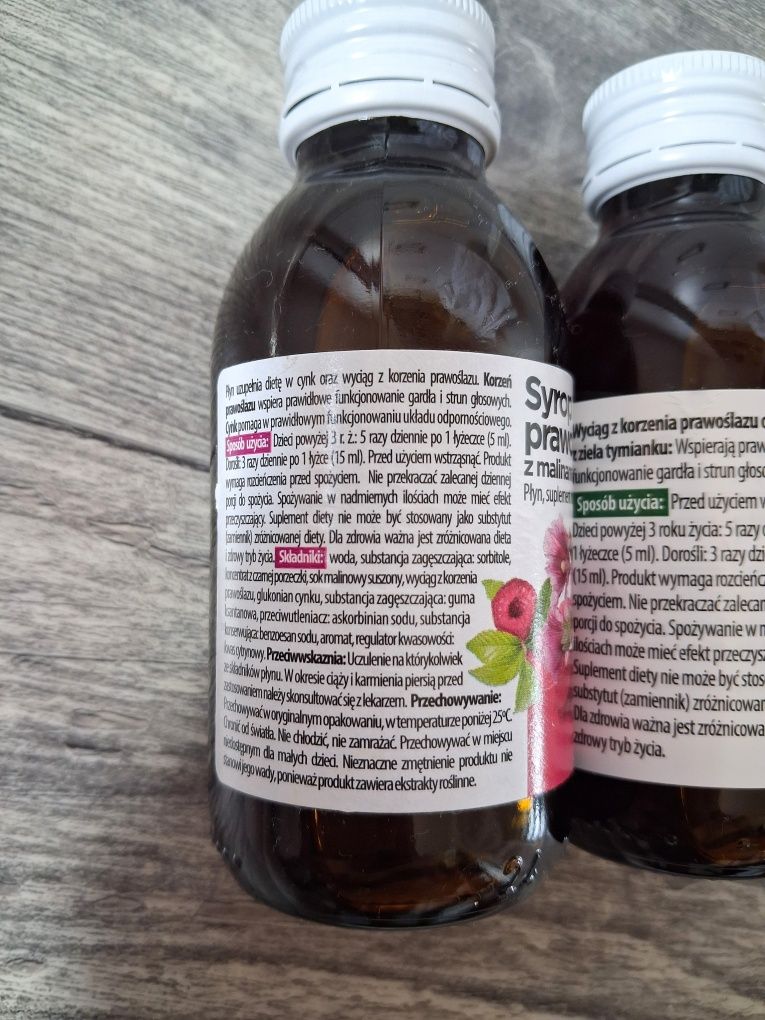 Płyn uzupełnia dietę w cynk oraz wyciąg z korzenia prawoślazu. Korzeń
prawoślazu wspiera prawidłowe funkcjonowanie gardła i strun głosowych.
Cynk pomaga w prawidłowym funkcjonowaniu układu odpornościowego.
Sposób użycia: Dzieci powyżej 3 r. ż.: 5 razy dziennie po 1 łyżeczce (5 ml).
Dorośli: 3 razy dziennie po 1 łyżce (15 ml). Przed użyciem wstrząsnąć. Produkt
wymaga rozcieńczenia przed spożyciem. Nie przekraczać zalecanej dziennej
porcji do spożycia. Spożywanie w nadmiernych ilościach może mieć efekt
przeczyszczający. Suplement diety nie może być stosowany jako substytut
(zamiennik) zróżnicowanej diety. Dla zdrowia ważna jest zróżnicowana dieta
i zdrowy tryb życia. Składniki: woda, substancja zagęszczająca: sorbitole,
koncentrat z czarnej porzeczki, sok malinowy suszony, wyciąg z korzenia
prawoślazu, glukonian cynku, substancja zagęszczająca: guma
ksantanowa, przeciwutleniacz: askorbinian sodu, substancja
konserwująca: benzoesan sodu, aromat, regulator kwasowości:
kwas cytrynowy. Przeciwwskaznia: Uczulenie na którykolwiek
ze składników płynu. W okresie ciąży i karmienia piersią przed
zastosowaniem należy skonsultować się z lekarzem. Przechowywanie:
Przechowywać w oryginalnym opakowaniu, w temperaturze poniżej 25°C.
Chronić od światła. Nie chłodzić, nie zamrażać. Przechowywać w miejscu
niedostępnym dla małych dzieci. Nieznaczne zmętnienie produktu nie
stanowi jego wady, ponieważ produkt zawiera ekstrakty roślinne.
Syrop
praw
z malina
Płyn, suplement
Wyciąg z korzenia prawoślazu
z ziela tymianku: Wspierają praw
funkcjonowanie gardła i strun głos
Sposób użycia: Przed użyciem w
Dzieci powyżej 3 roku życia: 5 razy
1 łyżeczce (5 ml). Dorośli: 3 razy dzi
(15 ml). Produkt wymaga rozcieńcz
spożyciem. Nie przekraczać zalecan
porcji do spożycia. Spożywanie w n
ilościach może mieć efekt przeczysz
Suplement diety nie może być stos
substytut (zamiennik) zróżnicowan
Dla zdrowia ważna jest zróżnicowa
zdrowy tryb życia.